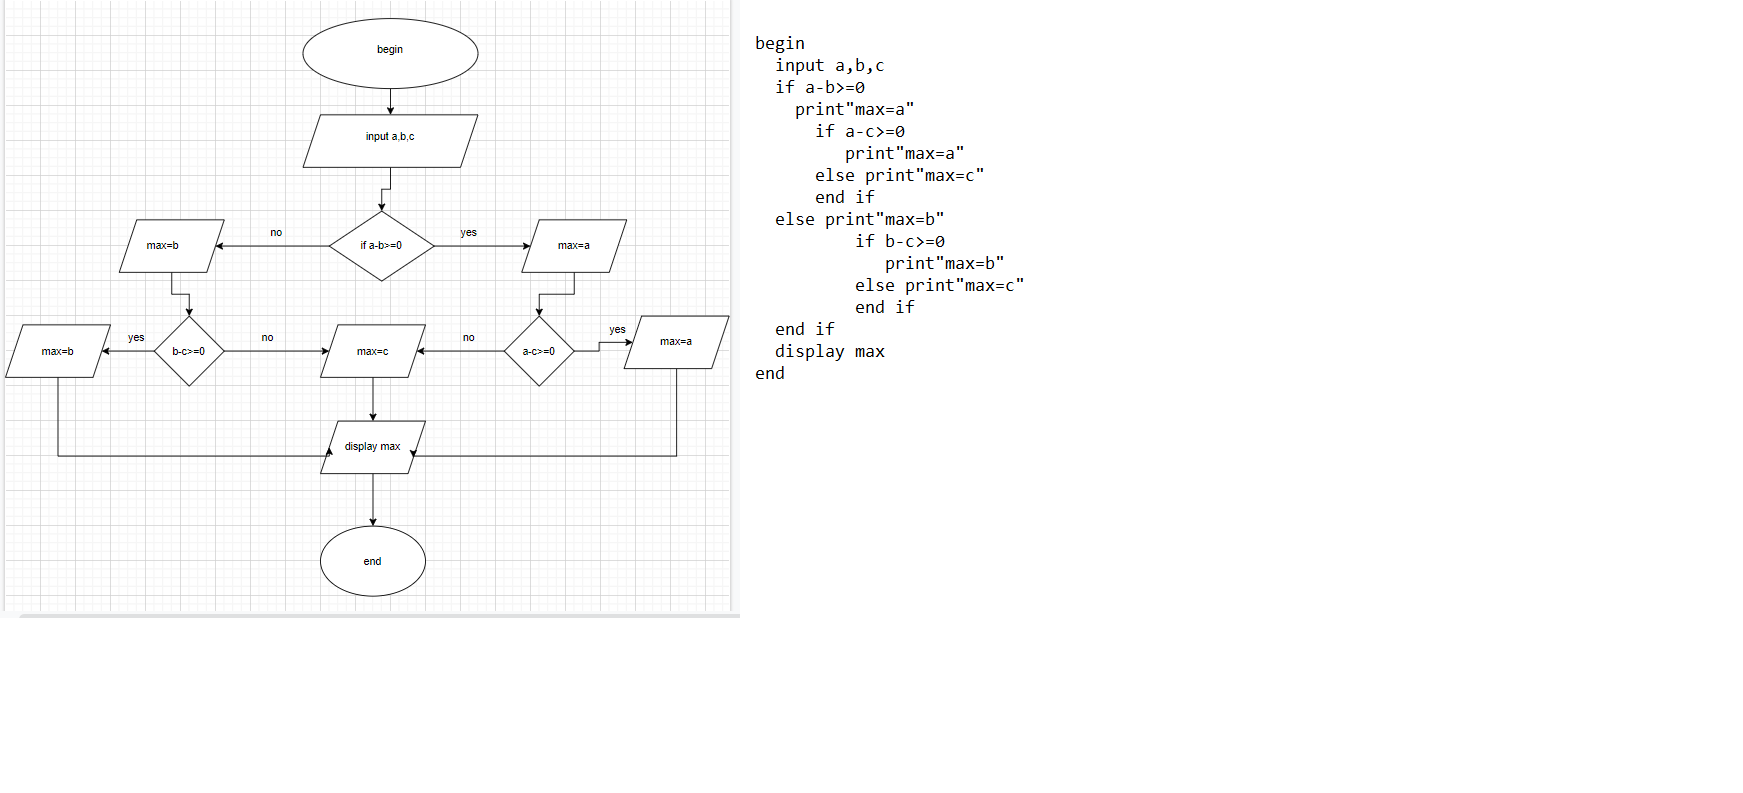 begin
input a,b,c
no
if a-b>=0
yes
max=b
max=a
max=b
yes
b-c>=0
no
max=c
no
a-c>=0
yes
max=a
display max
end
begin
input a,b,c
if a-b>=0
print"max=a"
if a-c>=0
print"max=a"
else print"max=c"
end if
else print"max=b"
if b-c>=0
print"max=b"
else print"max=c"
end if
end if
display max
end